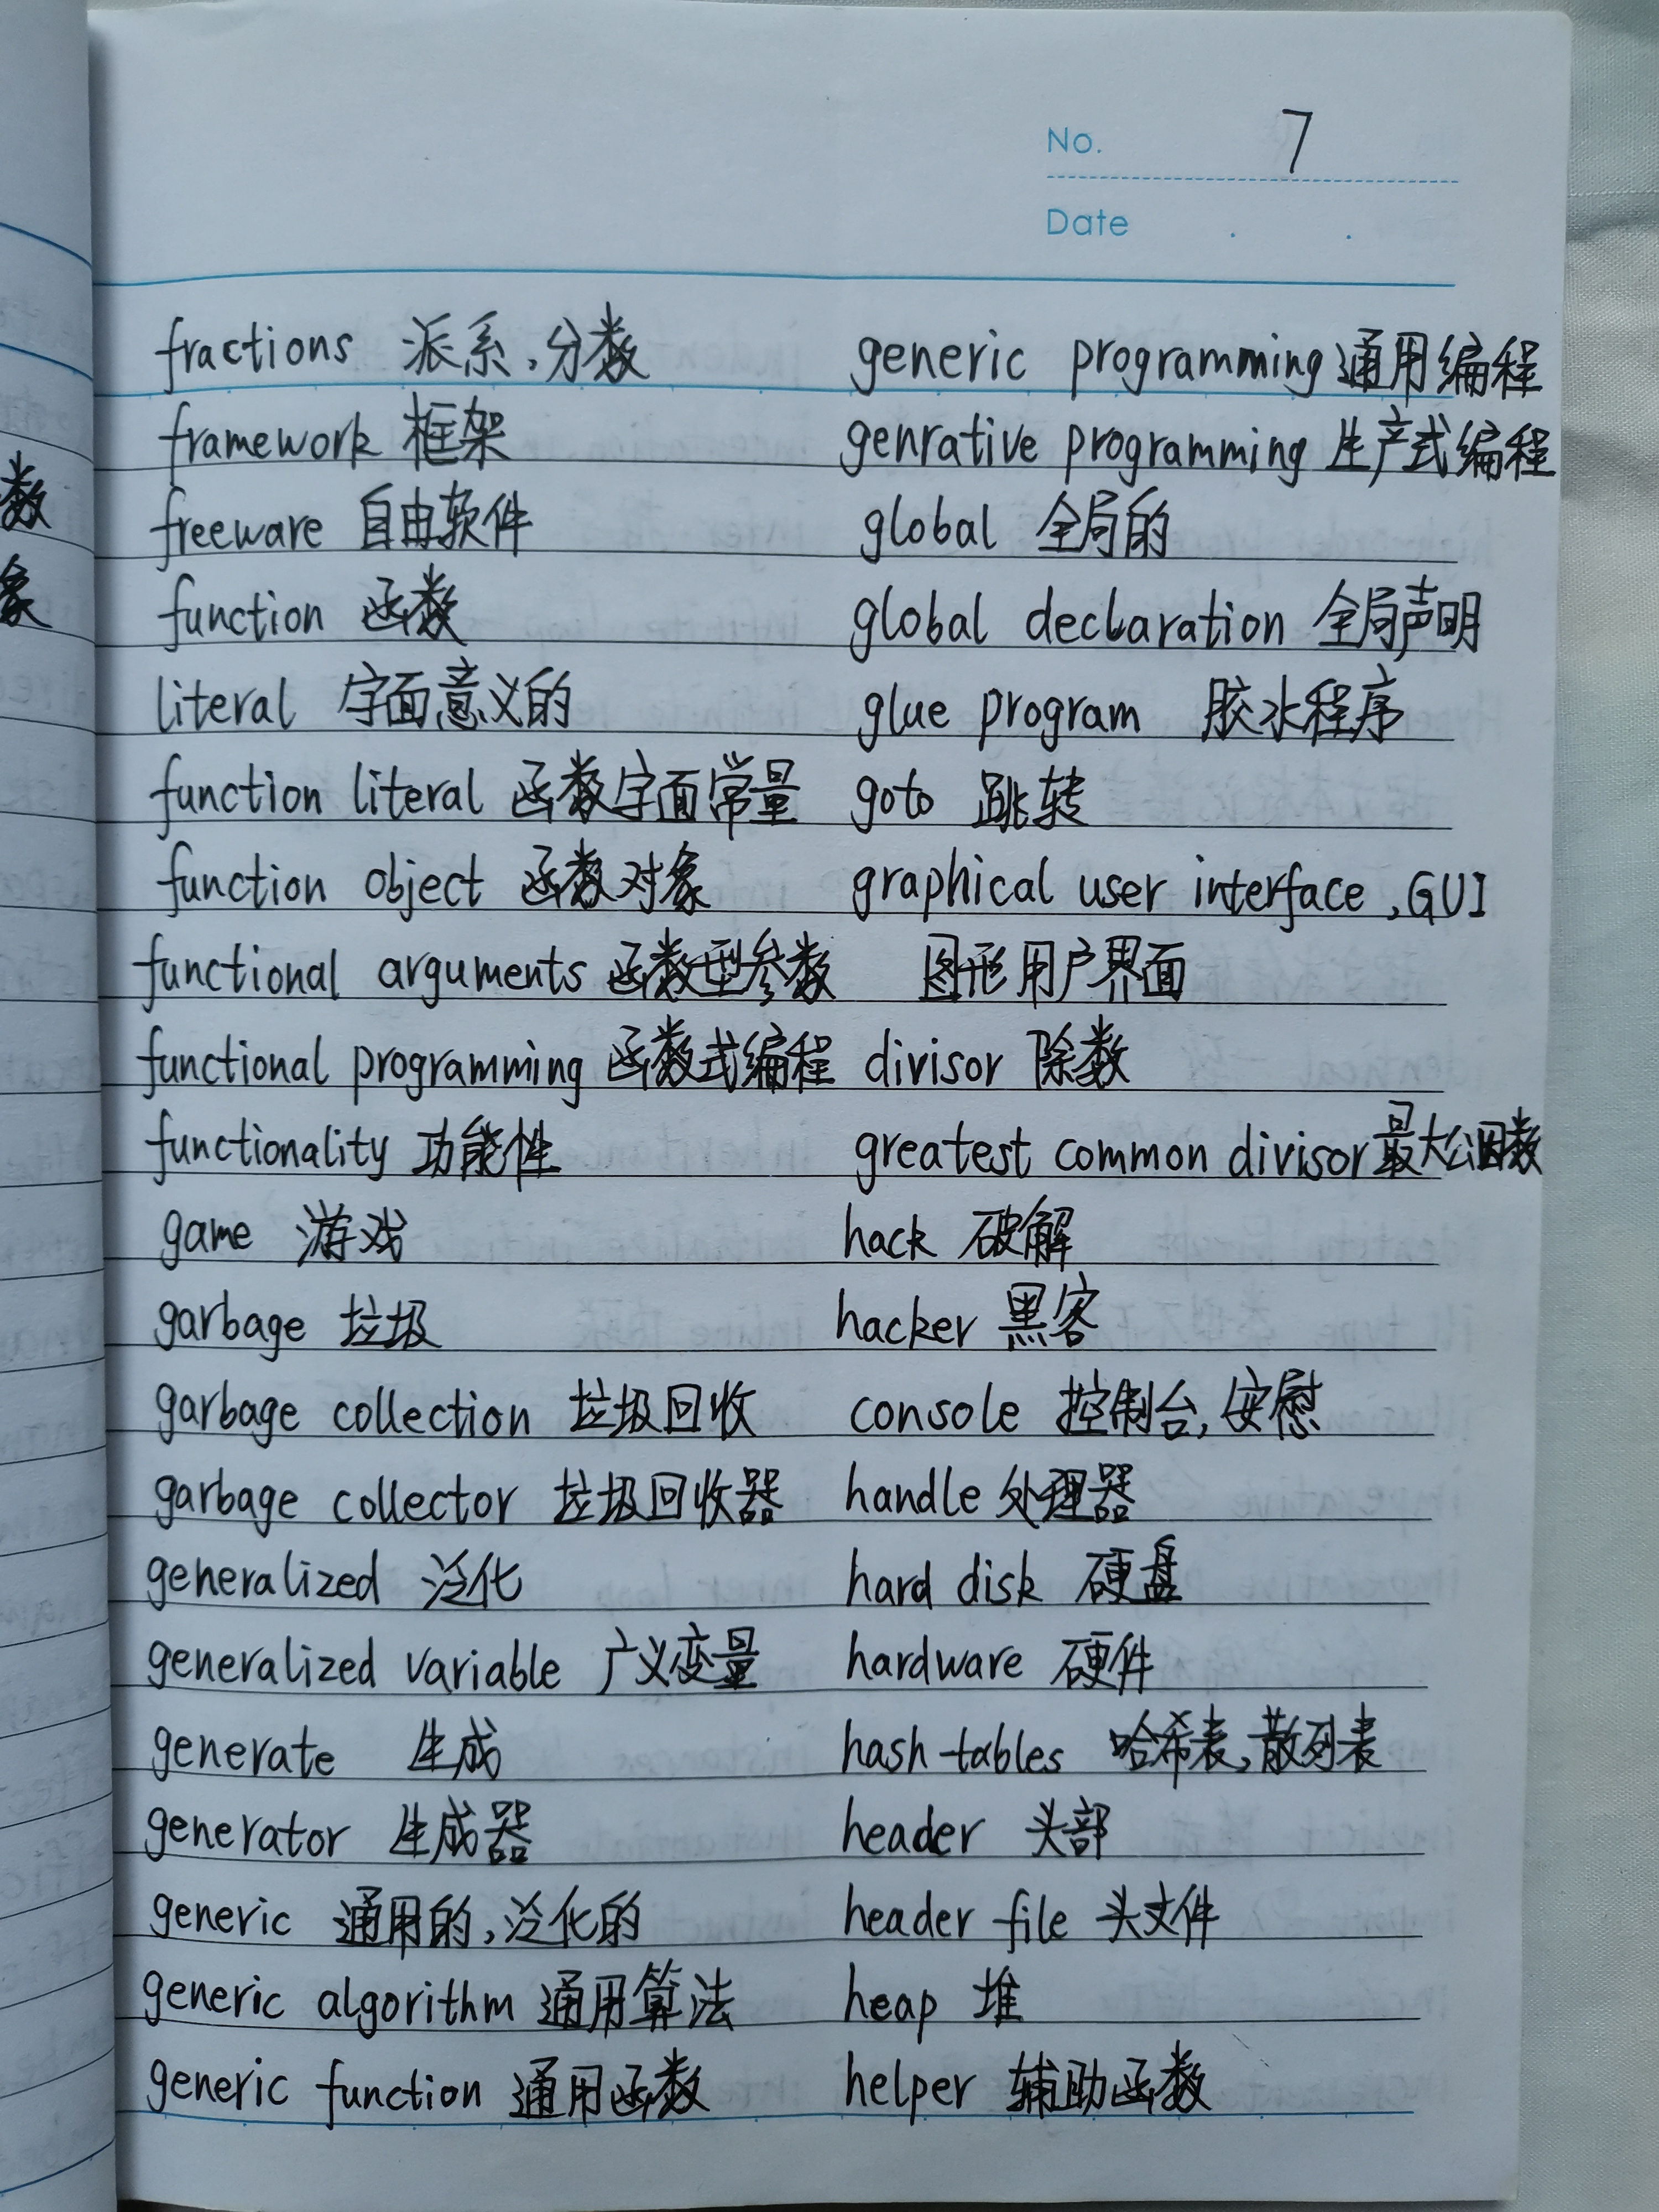 No. 7
Date . .
fractions 派系,分数
framework 框架
freeware 自由软件
function 函数
literal 字面意义的
function literal 函数字面常量
function object 函数对象
functional arguments 函数型参数
functional programming 函数式编程
functionality 功能性
game 游戏
garbage 垃圾
garbage collection 垃圾回收
garbage collector 垃圾回收器
generalized 泛化
generalized variable 广义变量
generate 生成
generator 生成器
generic 通用的,泛化的
generic algorithm 通用算法
generic function 通用函数
generic programming 通用编程
genrative programming 生产式编程
global 全局的
global declaration 全局声明
glue program 胶水程序
goto 跳转
graphical user interface ,GUI
图形用户界面
divisor 除数
greatest common divisor 最大公因数
hack 破解
hacker 黑客
console 控制台,安慰
handle 处理器
hard disk 硬盘
hardware 硬件
hash-tables 哈希表,散列表
header 头部
header file 头文件
heap 堆
helper 辅助函数
数
象